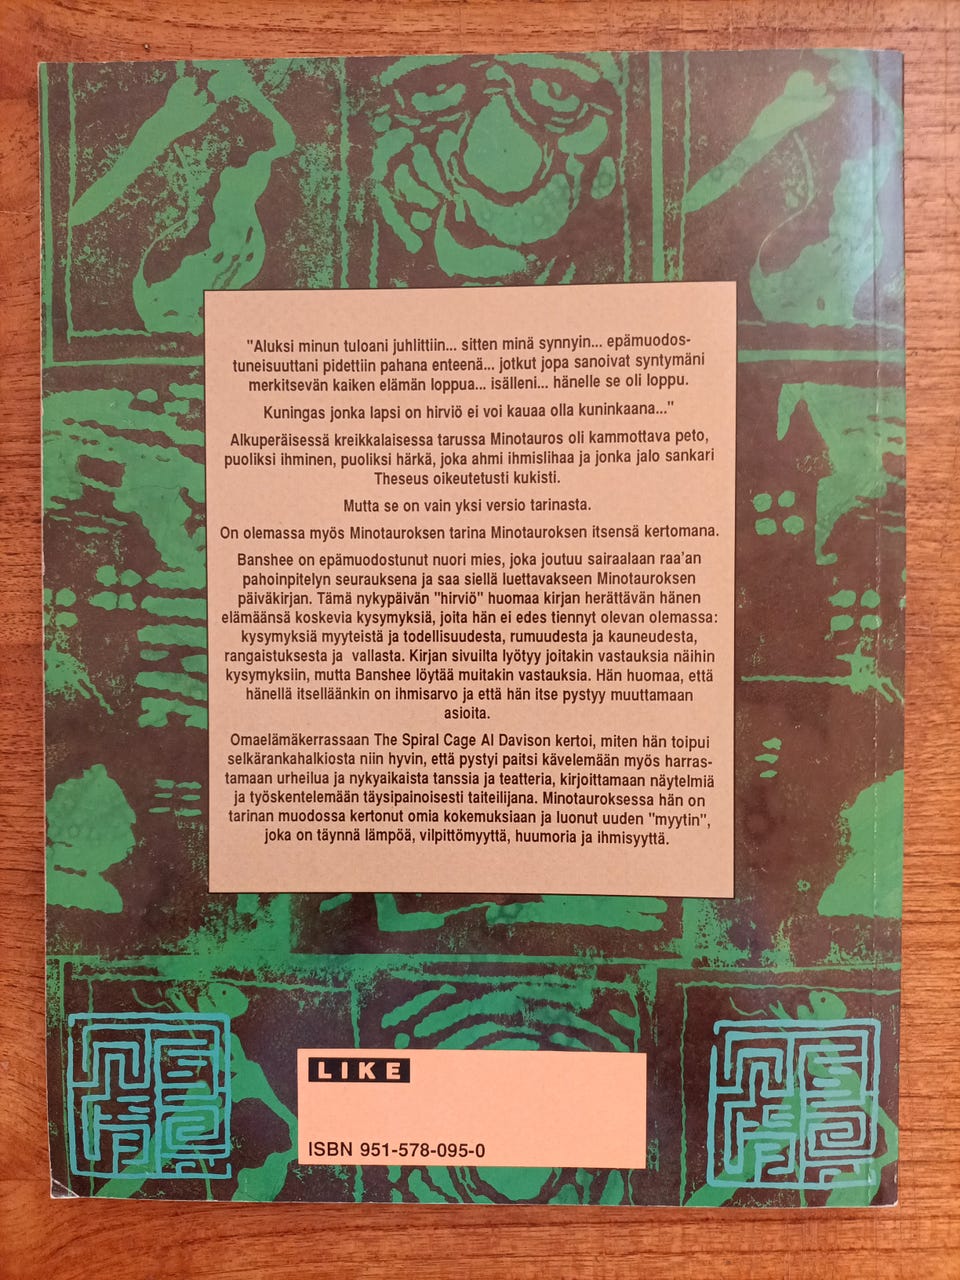 "Aluksi minun tuloani juhlittiin... sitten minä synnyin... epämuodos-
tuneisuuttani pidettiin pahana enteenä... jotkut jopa sanoivat syntymäni
merkitsevän kaiken elämän loppua... isälleni... hänelle se oli loppu.
Kuningas jonka lapsi on hirviö ei voi kauaa olla kuninkaana..."
Alkuperäisessä kreikkalaisessa tarussa Minotauros oli kammottava peto,
puoliksi ihminen, puoliksi härkä, joka ahmi ihmislihaa ja jonka jalo sankari
Theseus oikeutetusti kukisti.
Mutta se on vain yksi versio tarinasta.
On olemassa myös Minotauroksen tarina Minotauroksen itsensä kertomana.
Banshee on epämuodostunut nuori mies, joka joutuu sairaalaan raa'an
pahoinpitelyn seurauksena ja saa siellä luettavakseen Minotauroksen
päiväkirjan. Tämä nykypäivän "hirviö" huomaa kirjan herättävän hänen
elämäänsä koskevia kysymyksiä, joita hän ei edes tiennyt olevan olemassa:
kysymyksiä myyteistä ja todellisuudesta, rumuudesta ja kauneudesta,
rangaistuksesta ja vallasta. Kirjan sivuilta lyötyy joitakin vastauksia näihin
kysymyksiin, mutta Banshee löytää muitakin vastauksia. Hän huomaa, että
hänellä itselläänkin on ihmisarvo ja että hän itse pystyy muuttamaan
asioita.
Omaelämäkerrassaan The Spiral Cage Al Davison kertoi, miten hän toipui
selkärankahalkiosta niin hyvin, että pystyi paitsi kävelemään myös harras-
tamaan urheilua ja nykyaikaista tanssia ja teatteria, kirjoittamaan näytelmiä
ja työskentelemään täysipainoisesti taiteilijana. Minotauroksessa hän on
tarinan muodossa kertonut omia kokemuksiaan ja luonut uuden "myytin",
joka on täynnä lämpöä, vilpittömyyttä, huumoria ja ihmisyyttä.
LIKE
ISBN 951-578-095-0